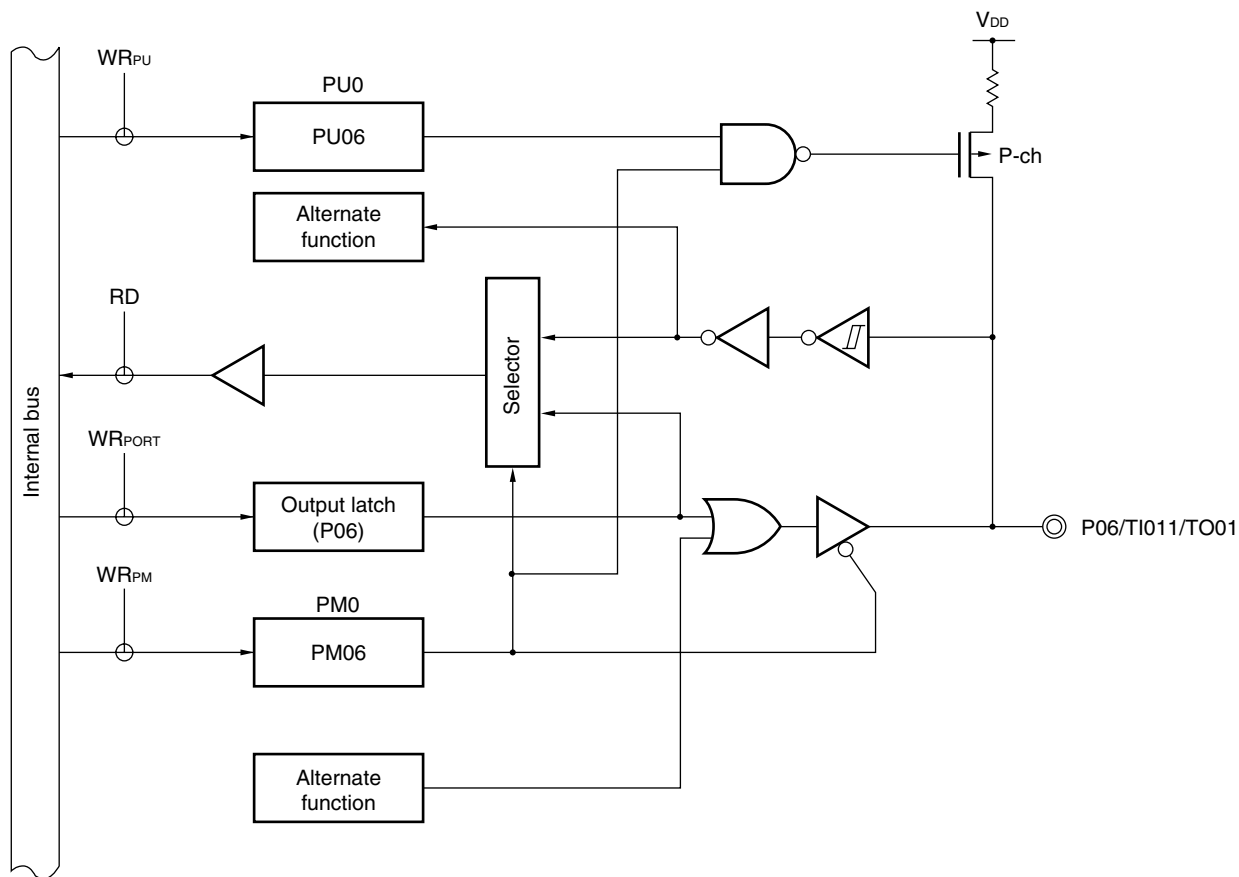 VDD
WRPU
PU0
PU06
P-ch
Alternate
function
RD
Selector
Internal bus
WRPORT
Output latch
(P06)
P06/TI011/TO01
WRPM
PM0
PM06
Alternate
function